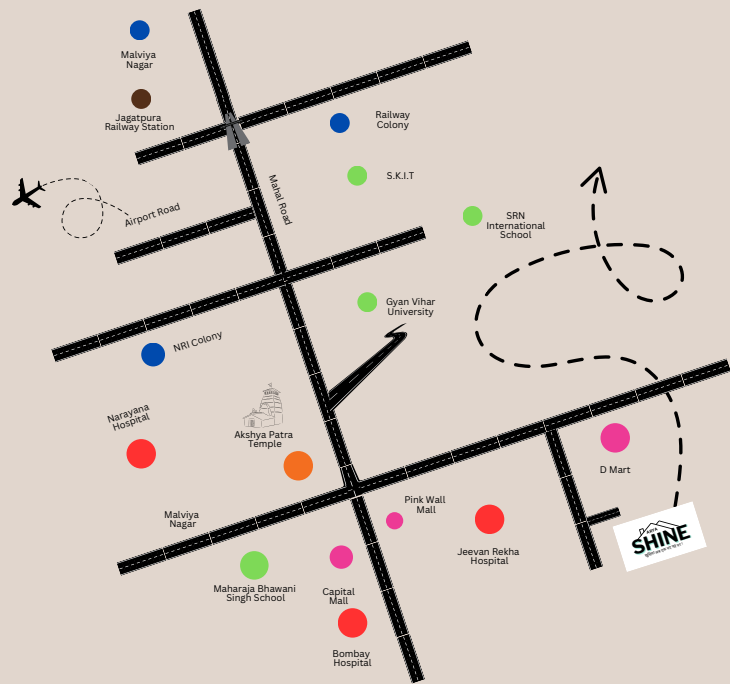 Malviya
Nagar
Jagatpura
Railway Station
Railway
Colony
S.K.I.T
Mahal Road
Airport Road
SRN
International
School
Gyan Vihar
University
NRI Colony
Narayana
Hospital
Akshya Patra
Temple
D Mart
Pink Wall
Mall
Malviya
Nagar
Jeevan Rekha
Hospital
ARYA
SHINE
Maharaja Bhawani
Singh School
Capital
Mall
Bombay
Hospital